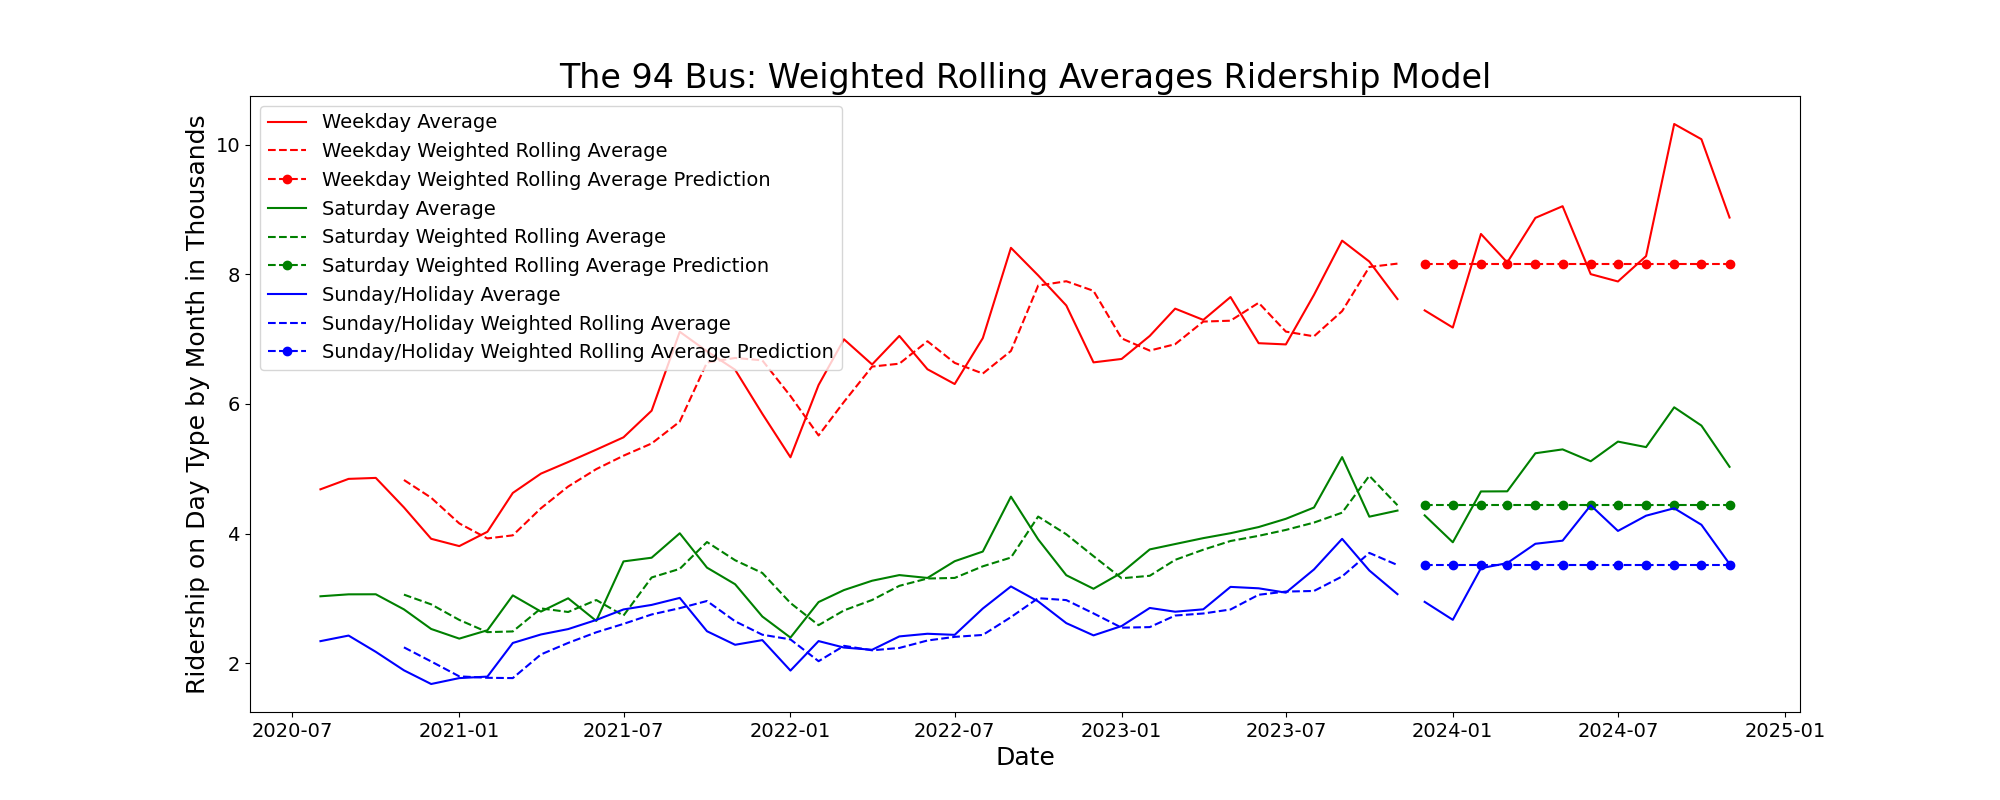 The 94 Bus: Weighted Rolling Averages Ridership Model
Ridership on Day Type by Month in Thousands
10
8
6
4
2
Weekday Average
Weekday Weighted Rolling Average
Weekday Weighted Rolling Average Prediction
Saturday Average
Saturday Weighted Rolling Average
Saturday Weighted Rolling Average Prediction
Sunday/Holiday Average
Sunday/Holiday Weighted Rolling Average
Sunday/Holiday Weighted Rolling Average Prediction
2020-07 2021-01 2021-07 2022-01 2022-07 2023-01 2023-07 2024-01 2024-07 2025-01
Date